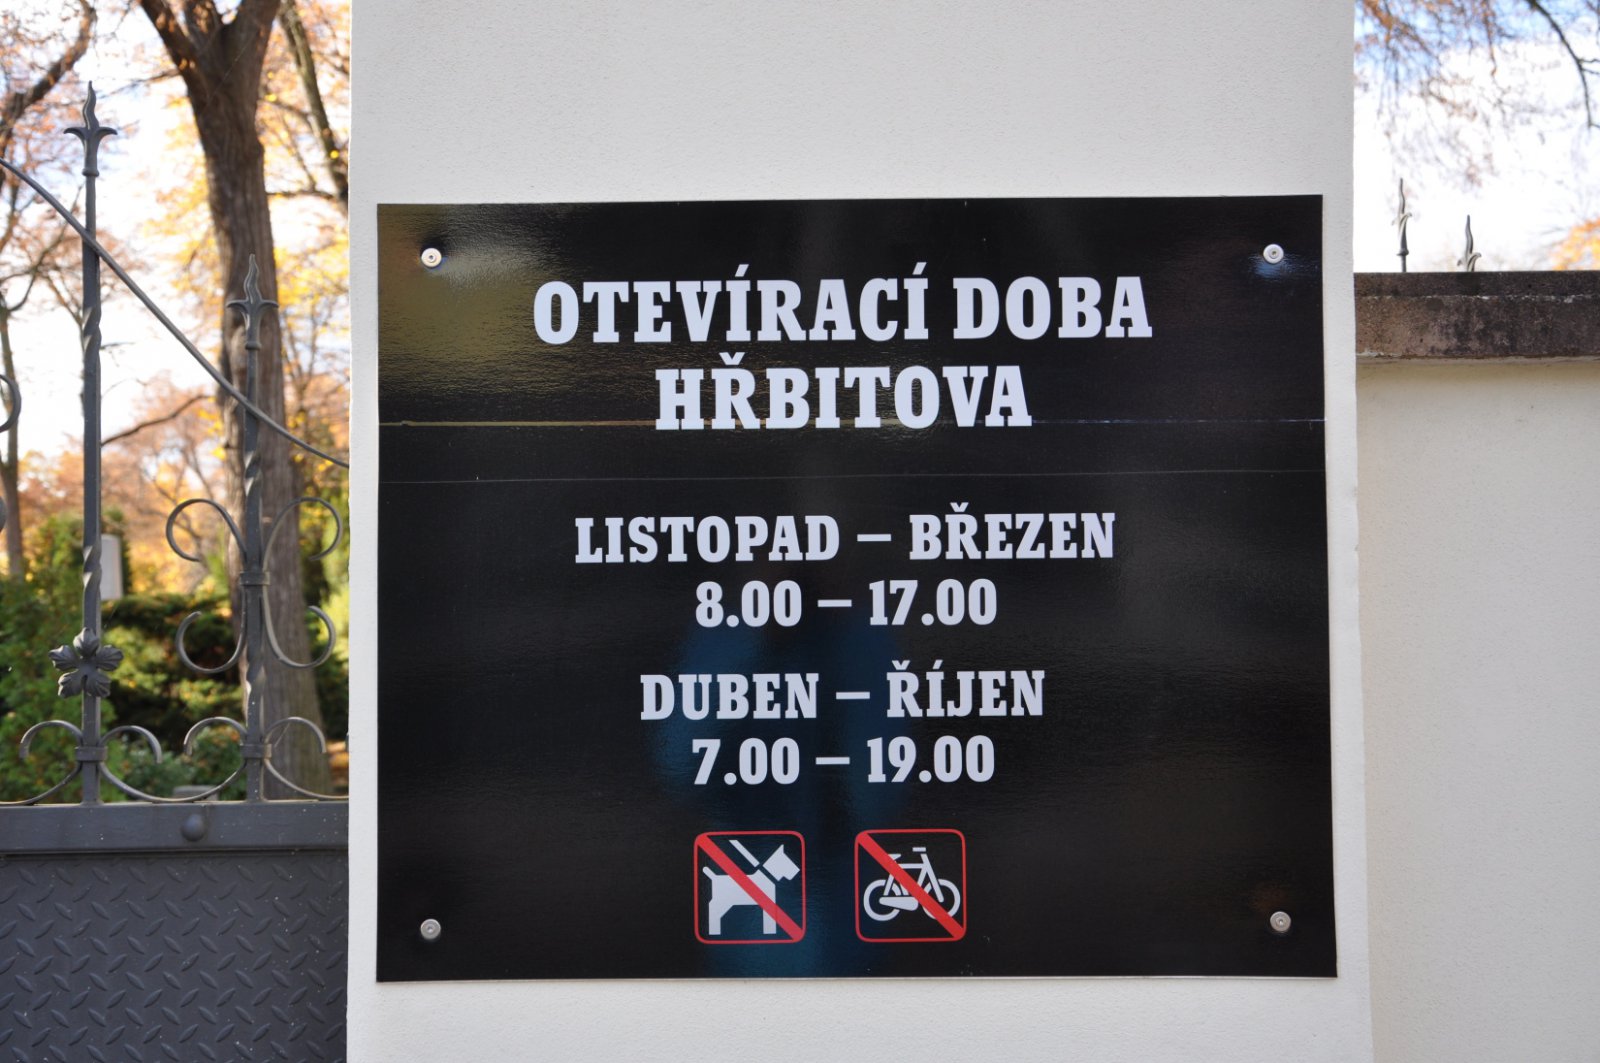 OTEVÍRACÍ DOBA
HŘBITOVA
LISTOPAD – BŘEZEN
8.00 – 17.00
DUBEN – ŘÍJEN
7.00 – 19.00